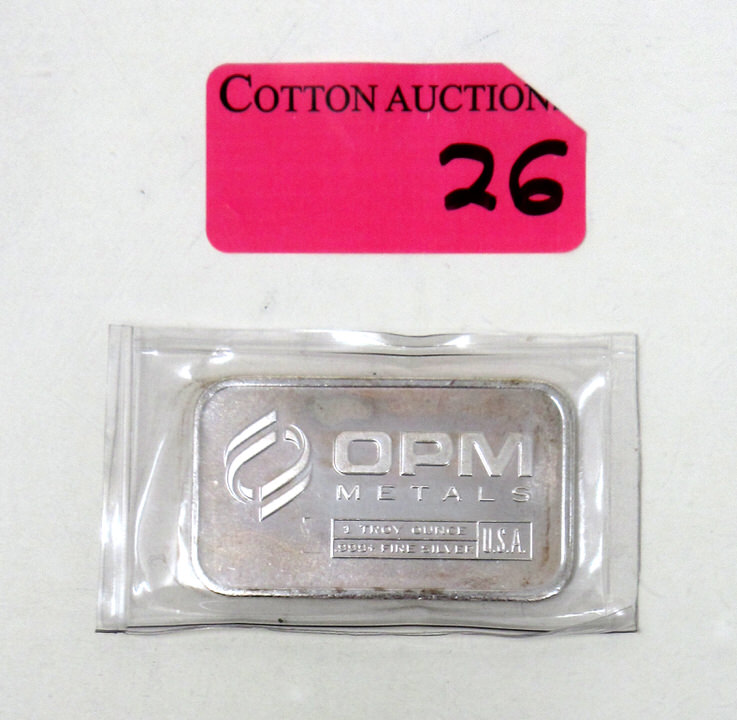 COTTON AUCTION
26
OPM
METALS
1 TROY OUNCE
.999+ FINE SILVER
U.S.A.